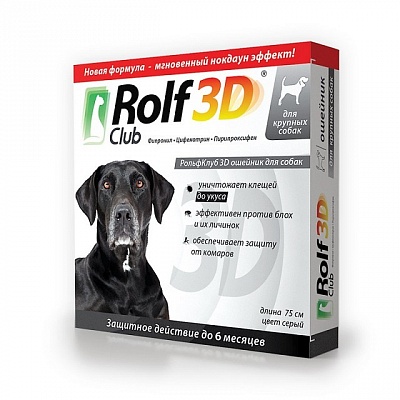 Новая формула - мгновенный нокдаун эффект!
Rolf 3D®
Club
Фипронил • Цифенотрин • Пирипроксифен
для
крупных
собак
РольфКлуб 3D ошейник для собак
уничтожает клещей
до укуса
эффективен против блох
и их личинок
обеспечивает защиту
от комаров
3D
длина 75 см
цвет серый
Защитное действие до 6 месяцев
ошейник
для крупных собак
Rolf 3D
Club